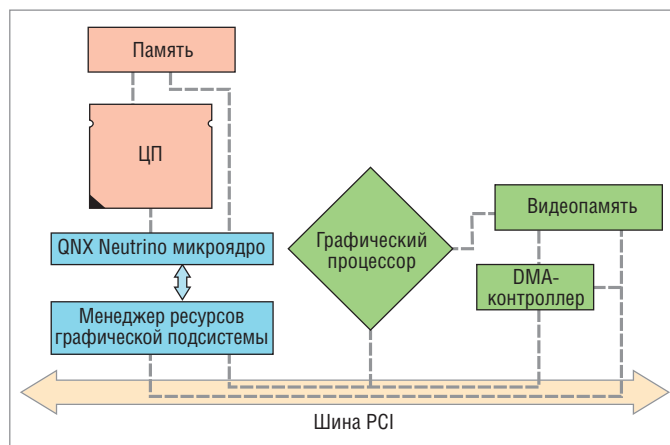 Память
ЦП
QNX Neutrino микроядро
Менеджер ресурсов
графической подсистемы
Графический
процессор
Видеопамять
DMA-
контроллер
Шина PCI